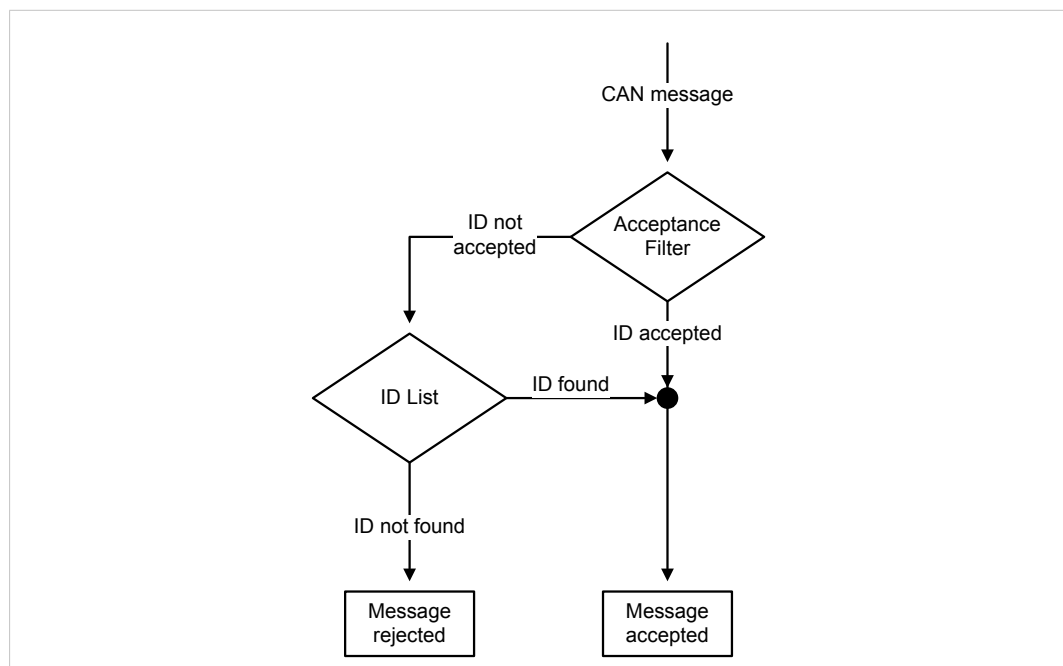 CAN message
Acceptance
Filter
ID not
accepted
ID accepted
ID List
ID found
ID not found
Message
rejected
Message
accepted